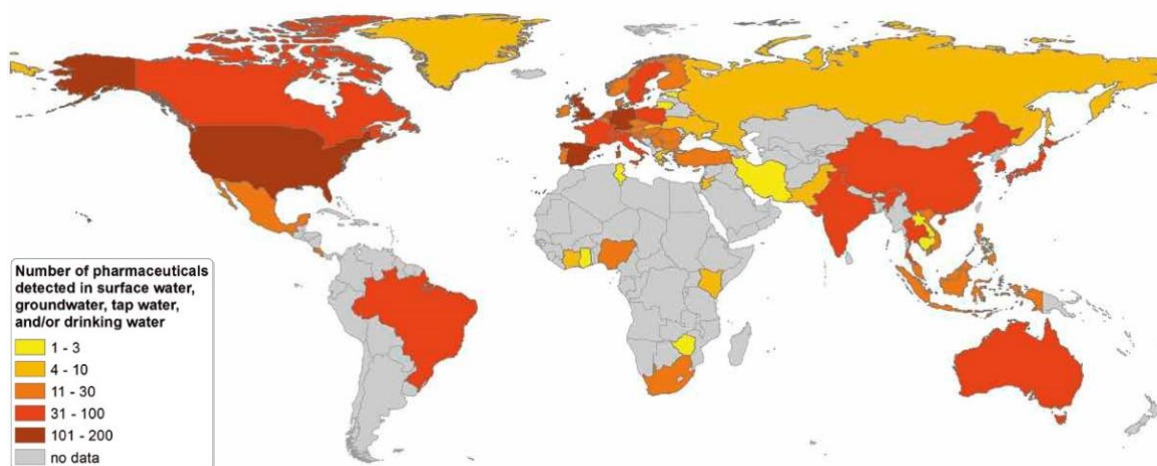 Number of pharmaceuticals
detected in surface water,
groundwater, tap water,
and/or drinking water
1 - 3
4 - 10
11 - 30
31 - 100
101 - 200
no data